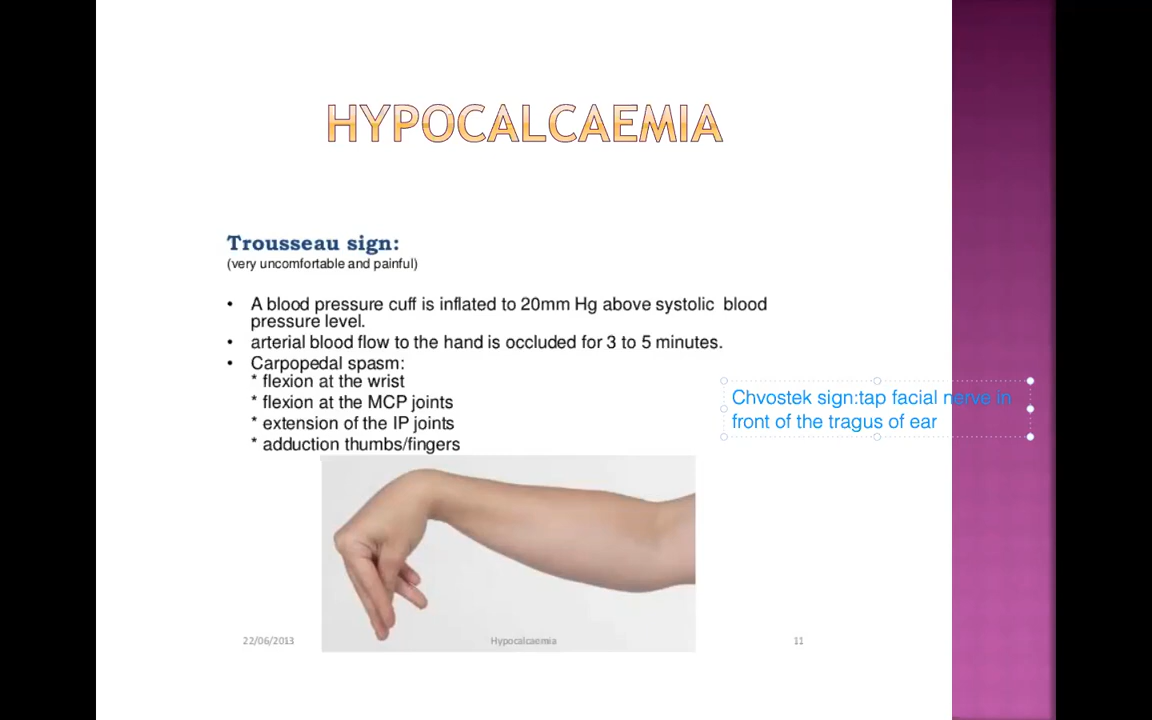 HYPOCALCAEMIA
Trousseau sign:
(very uncomfortable and painful)
• A blood pressure cuff is inflated to 20mm Hg above systolic blood
pressure level.
• arterial blood flow to the hand is occluded for 3 to 5 minutes.
• Carpopedal spasm:
* flexion at the wrist
* flexion at the MCP joints
* extension of the IP joints
* adduction thumbs/fingers
Chvostek sign:tap facial nerve in
front of the tragus of ear
22/06/2013
Hypocalcaemia
11